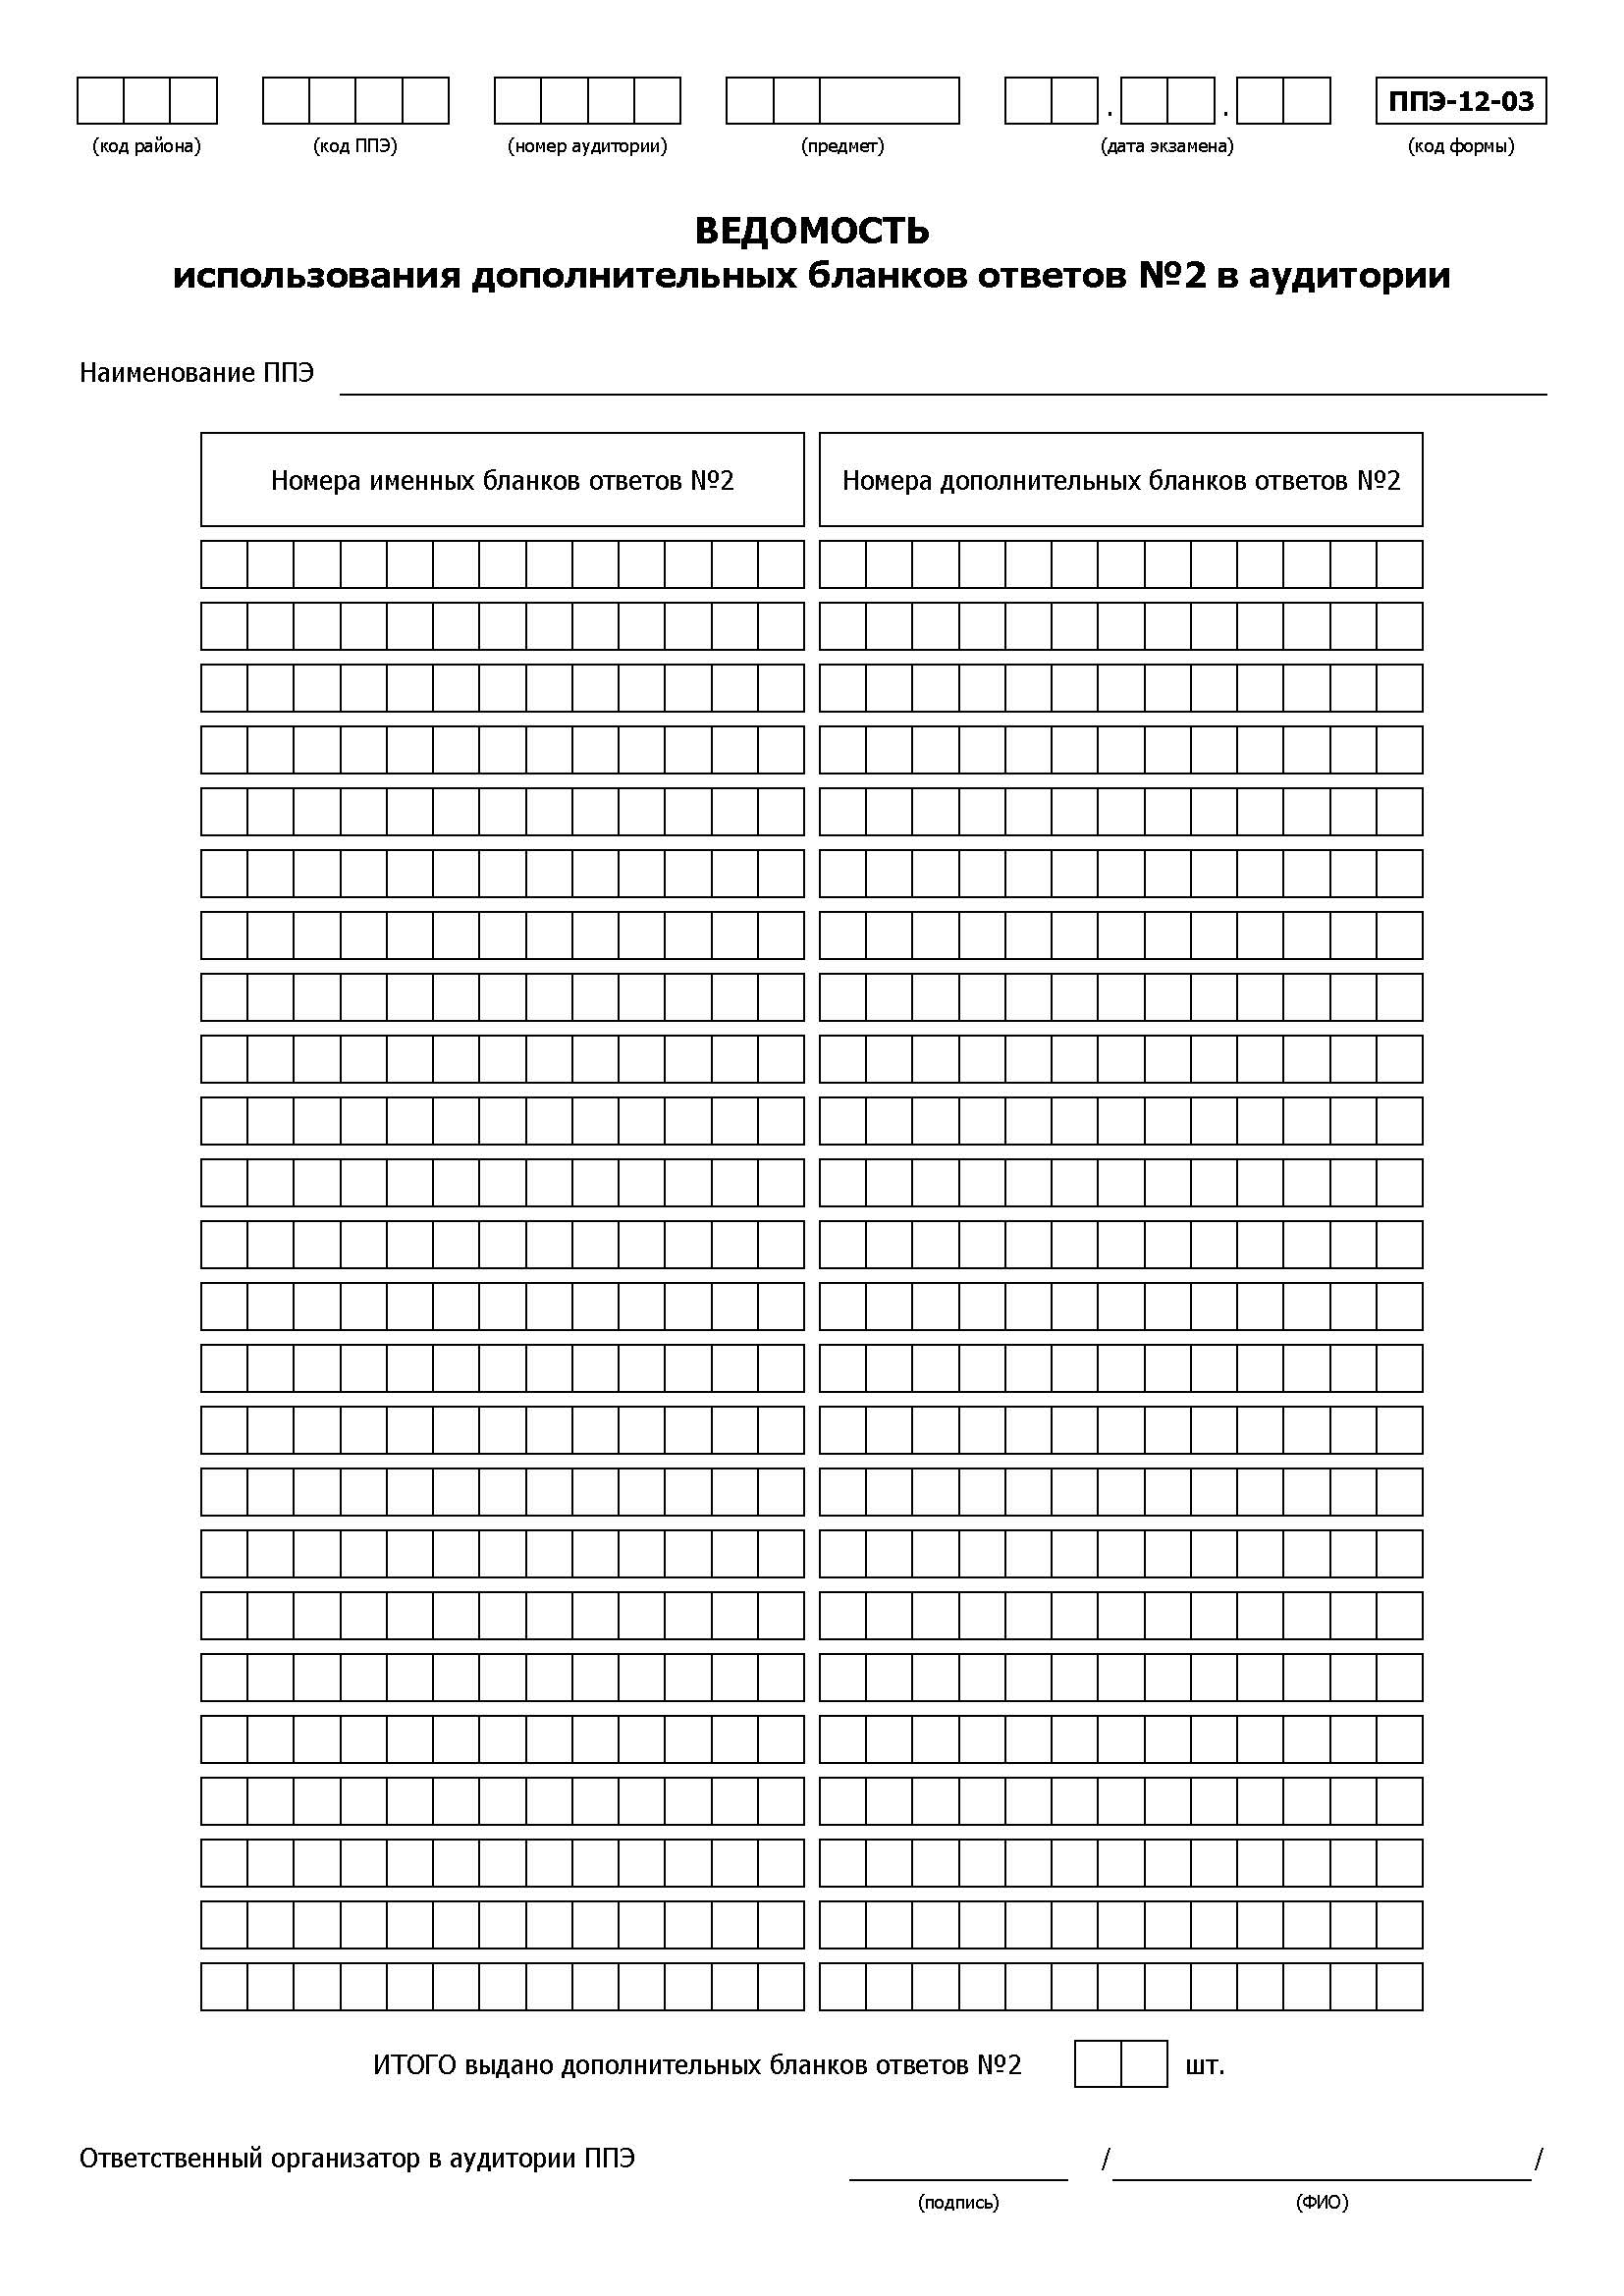 ППЭ-12-03
(код района) (код ППЭ) (номер аудитории) (предмет) (дата экзамена) (код формы)
ВЕДОМОСТЬ
использования дополнительных бланков ответов №2 в аудитории
Наименование ППЭ
Номера именных бланков ответов №2 Номера дополнительных бланков ответов №2
ИТОГО выдано дополнительных бланков ответов №2 шт.
Ответственный организатор в аудитории ППЭ / /
(подпись) (ФИО)